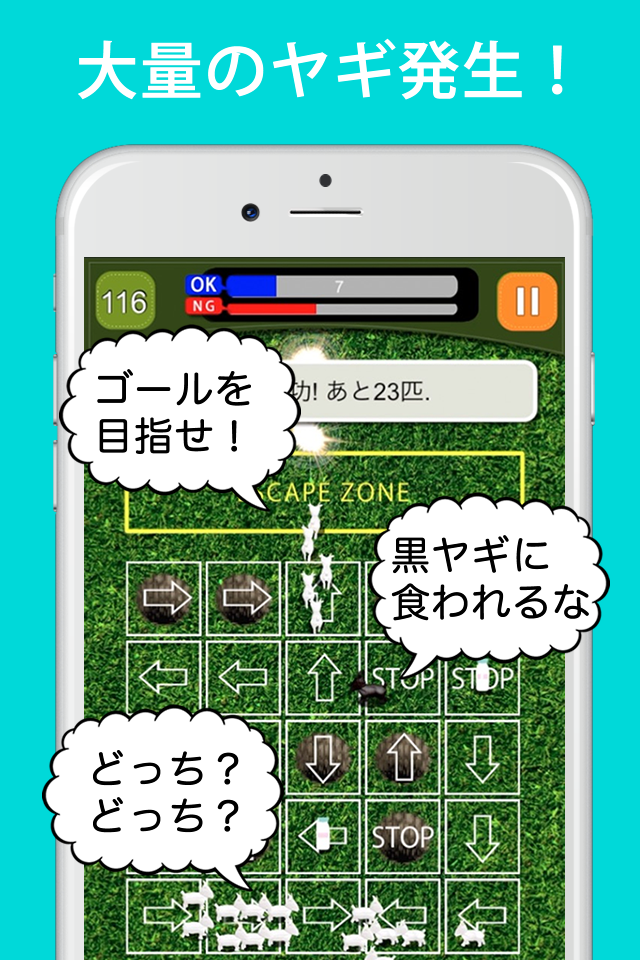 大量のヤギ発生！
116
OK
7
NG
ゴールを
目指せ！
功! あと23匹.
CAPE ZONE
黒ヤギに
食われるな
STOP
STOP
どっち？
どっち？
STOP